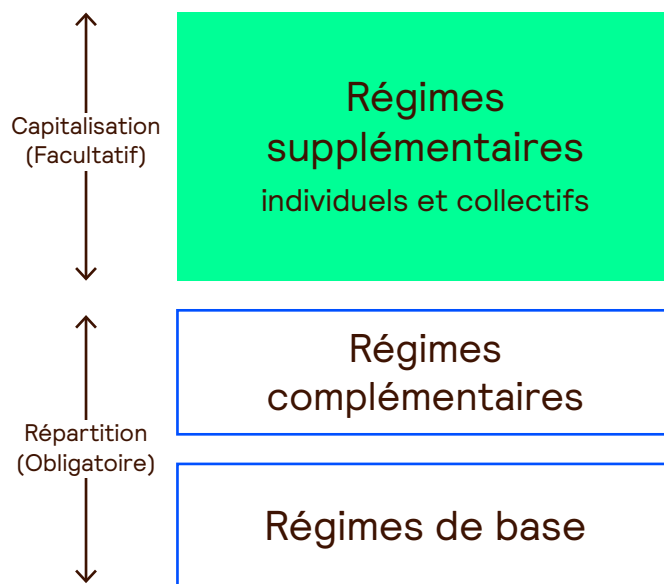 Capitalisation
(Facultatif)
Régimes
supplémentaires
individuels et collectifs
Régimes
complémentaires
Répartition
(Obligatoire)
Régimes de base